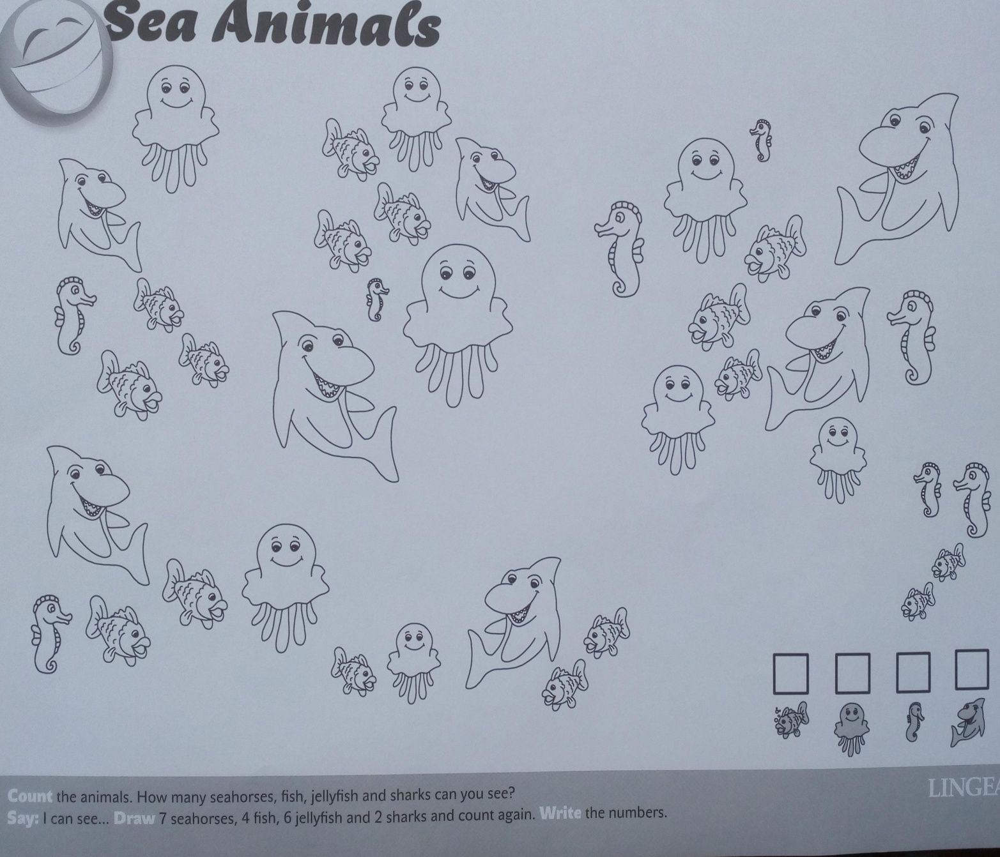 Sea Animals
Count the animals. How many seahorses, fish, jellyfish and sharks can you see?
Say: I can see... Draw 7 seahorses, 4 fish, 6 jellyfish and 2 sharks and count again. Write the numbers.
LINGEA